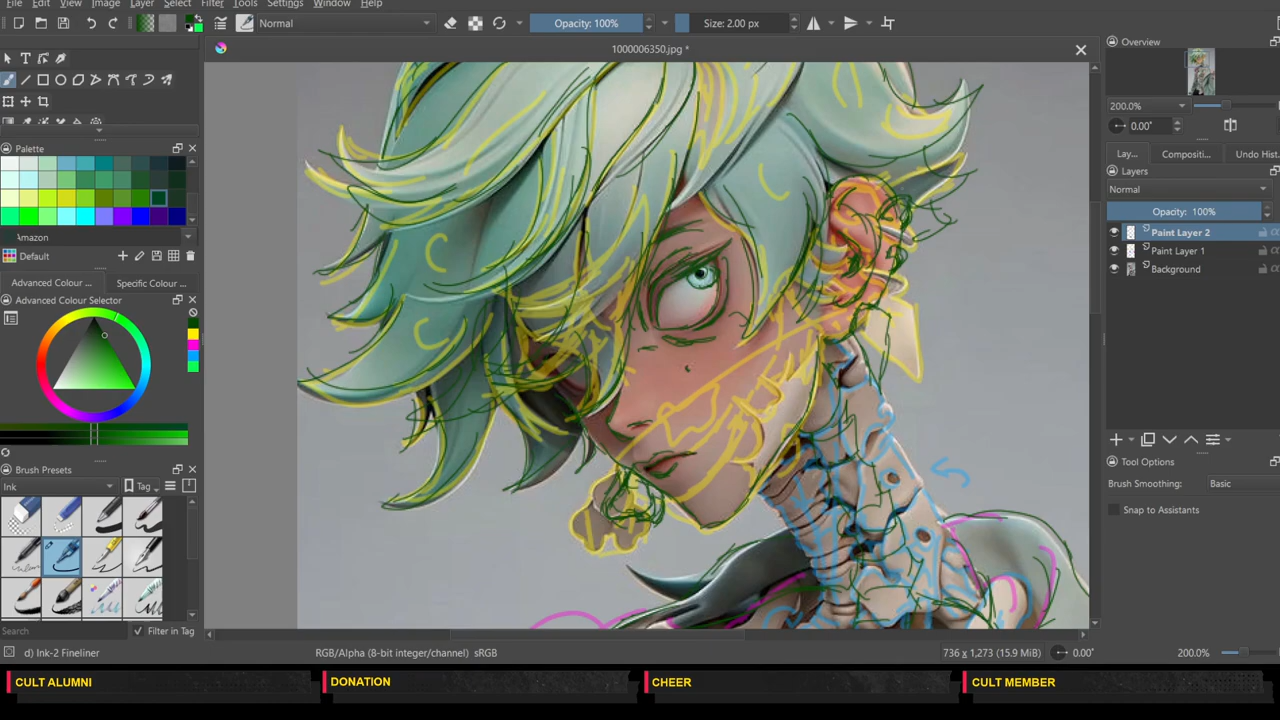 File Edit View Image Layer Select Filter Tools Settings Window Help
Normal
Opacity: 100%
Size: 2.00 px
1000006350.jpg *
Overview
200.0%
0.00°
Lay...
Compositi...
Undo Hist.
Layers
Normal
Opacity: 100%
Paint Layer 2
Paint Layer 1
Background
Tool Options
Brush Smoothing:
Basic
Snap to Assistants
Palette
Amazon
Default
Advanced Colour ...
Specific Colour ...
Advanced Colour Selector
Brush Presets
Ink
Tag
Search
Filter in Tag
d) Ink-2 Fineliner
RGB/Alpha (8-bit integer/channel) sRGB
736 x 1,273 (15.9 MiB)
0.00°
200.0%
CULT ALUMNI
DONATION
CHEER
CULT MEMBER